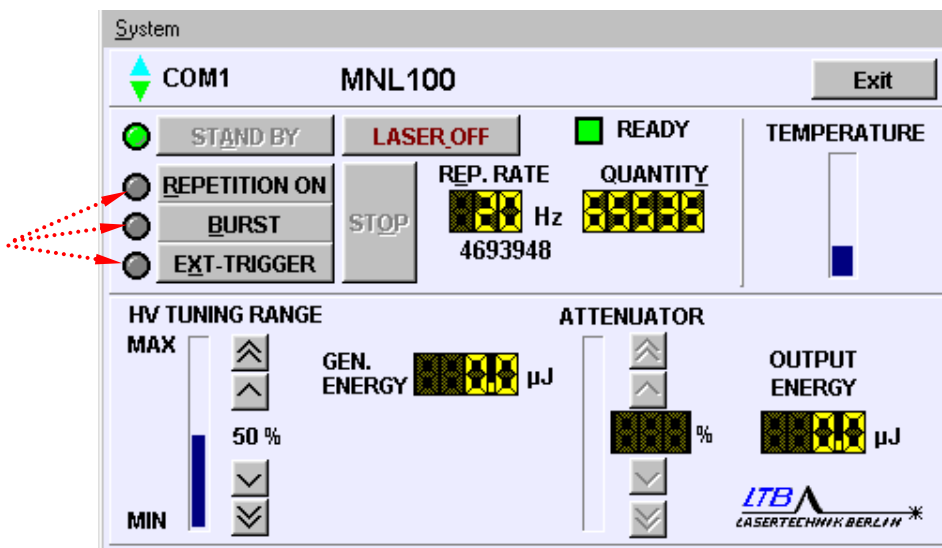 System
COM1 MNL100 Exit
STAND BY LASER OFF READY TEMPERATURE
REPETITION ON STOP REP. RATE QUANTITY
BURST Hz
EXT-TRIGGER 4693948
HV TUNING RANGE ATTENUATOR
MAX
GEN. ENERGY 0.0 µJ
OUTPUT ENERGY 0.0 µJ
50 % %
MIN
LTB
LASERTECHNIK BERLIN